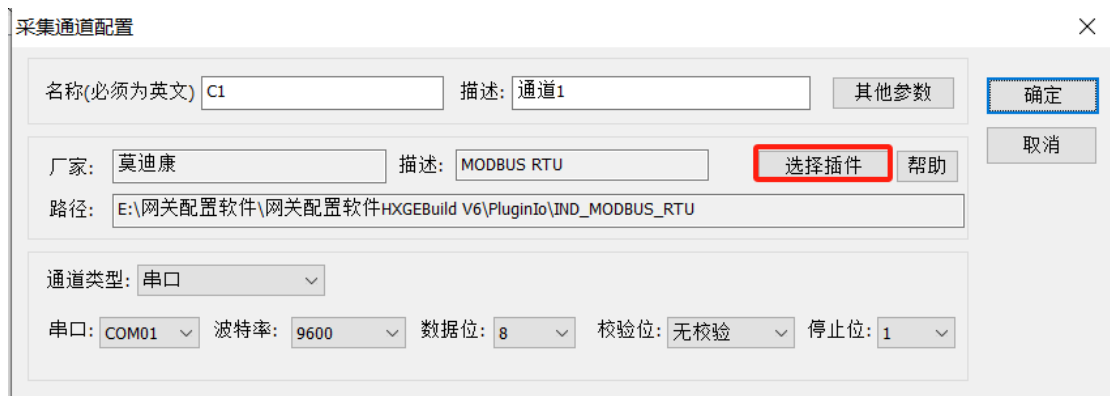 采集通道配置
名称(必须为英文) C1 描述: 通道1 其他参数 确定
取消
厂家: 莫迪康 描述: MODBUS RTU 选择插件 帮助
路径: E:\网关配置软件\网关配置软件HXGEBuild V6\PluginIo\IND_MODBUS_RTU
通道类型: 串口
串口: COM01 波特率: 9600 数据位: 8 校验位: 无校验 停止位: 1